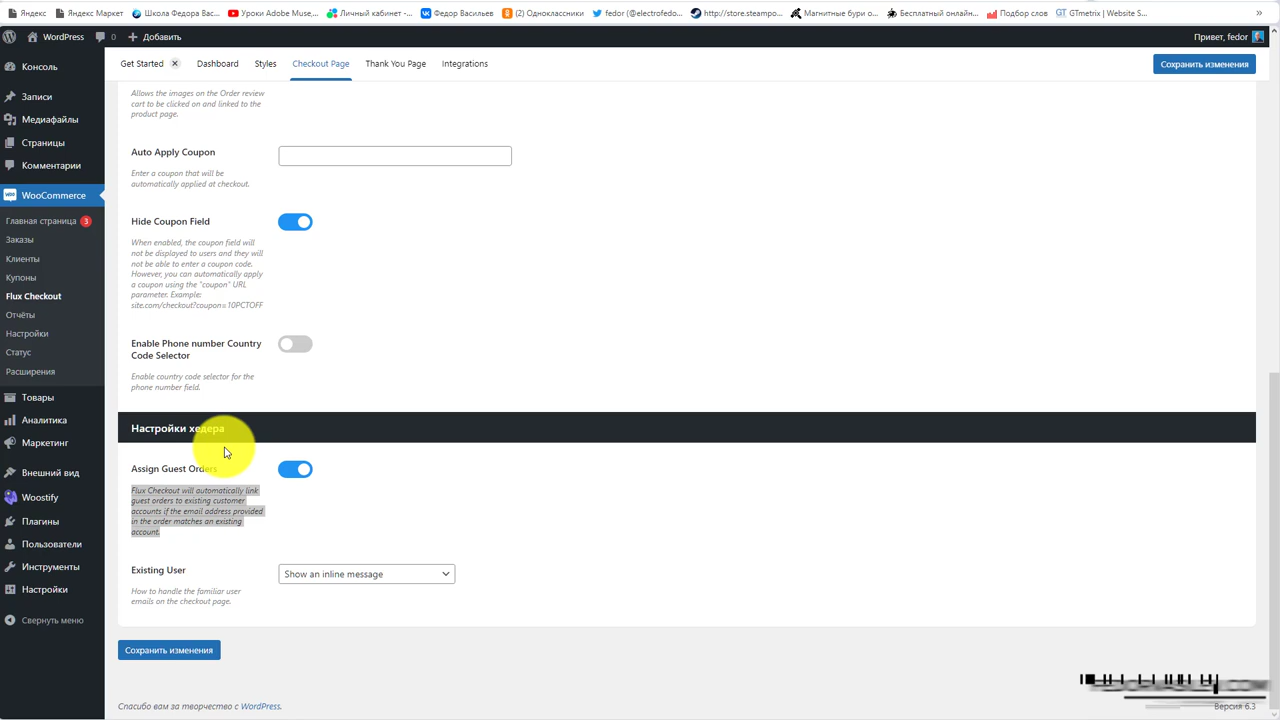 Яндекс
Яндекс Маркет
Школа Федора Вас...
Уроки Adobe Muse,...
Личный кабинет -...
Федор Васильев
(2) Одноклассники
fedor (@electrofedo...
http://store.steampo...
Магнитные бури о...
Бесплатный онлай...
Подбор слов
GTmetrix | Website S...
»
WordPress
0
Добавить
Привет, fedor
Консоль
Записи
Медиафайлы
Страницы
Комментарии
WooCommerce
Главная страница 3
Заказы
Клиенты
Купоны
Flux Checkout
Отчёты
Настройки
Статус
Расширения
Товары
Аналитика
Маркетинг
Внешний вид
Woostify
Плагины
Пользователи
Инструменты
Настройки
Свернуть меню
Get Started
Dashboard
Styles
Checkout Page
Thank You Page
Integrations
Сохранить изменения
Allows the images on the Order review
cart to be clicked on and linked to the
product page.
Auto Apply Coupon
Enter a coupon that will be
automatically applied at checkout.
Hide Coupon Field
When enabled, the coupon field will
not be displayed to users and they will
not be able to enter a coupon code.
However, you can automatically apply
a coupon using the "coupon" URL
parameter. Example:
site.com/checkout?coupon=10PCTOFF
Enable Phone number Country
Code Selector
Enable country code selector for the
phone number field.
Настройки хедера
Assign Guest Orders
Flux Checkout will automatically link
guest orders to existing customer
accounts if the email address provided
in the order matches an existing
account.
Existing User
Show an inline message
How to handle the familiar user
emails on the checkout page.
Сохранить изменения
Спасибо вам за творчество с WordPress.
Версия 6.3